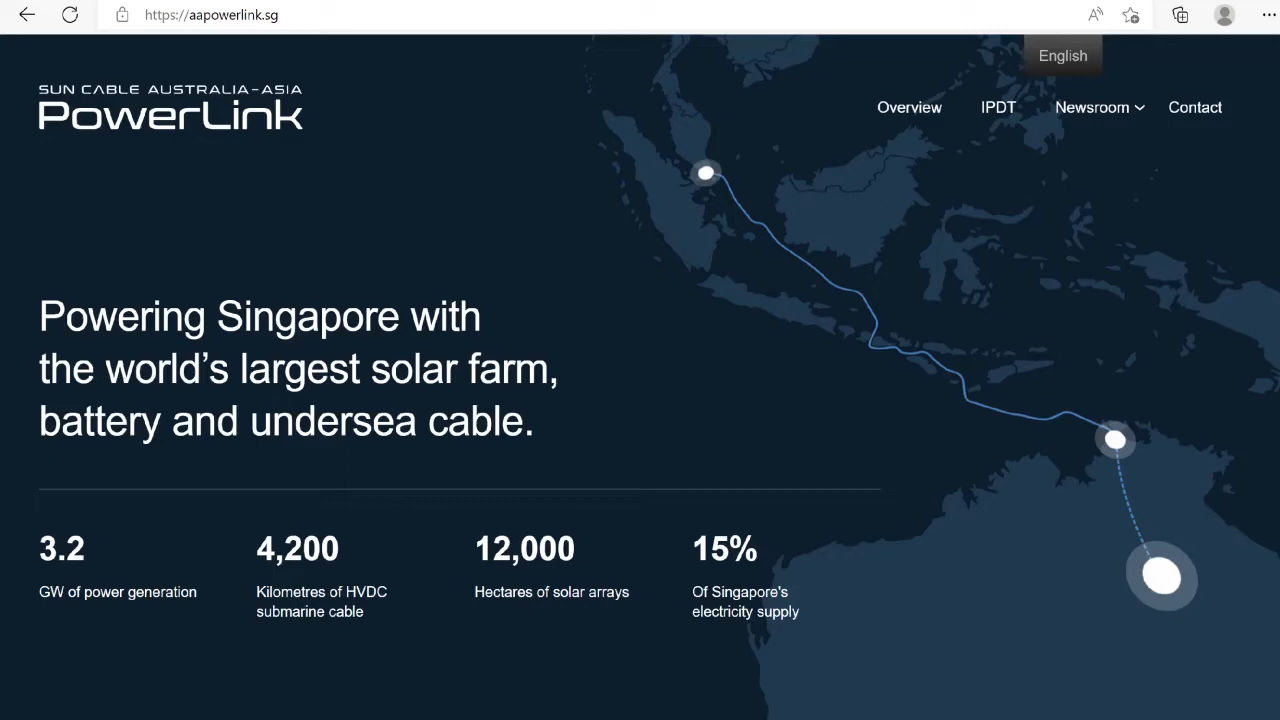 https://aapowerlink.sg
English
SUN CABLE AUSTRALIA-ASIA
PowerLink
Overview IPDT Newsroom Contact
Powering Singapore with
the world’s largest solar farm,
battery and undersea cable.
3.2
GW of power generation
4,200
Kilometres of HVDC
submarine cable
12,000
Hectares of solar arrays
15%
Of Singapore's
electricity supply